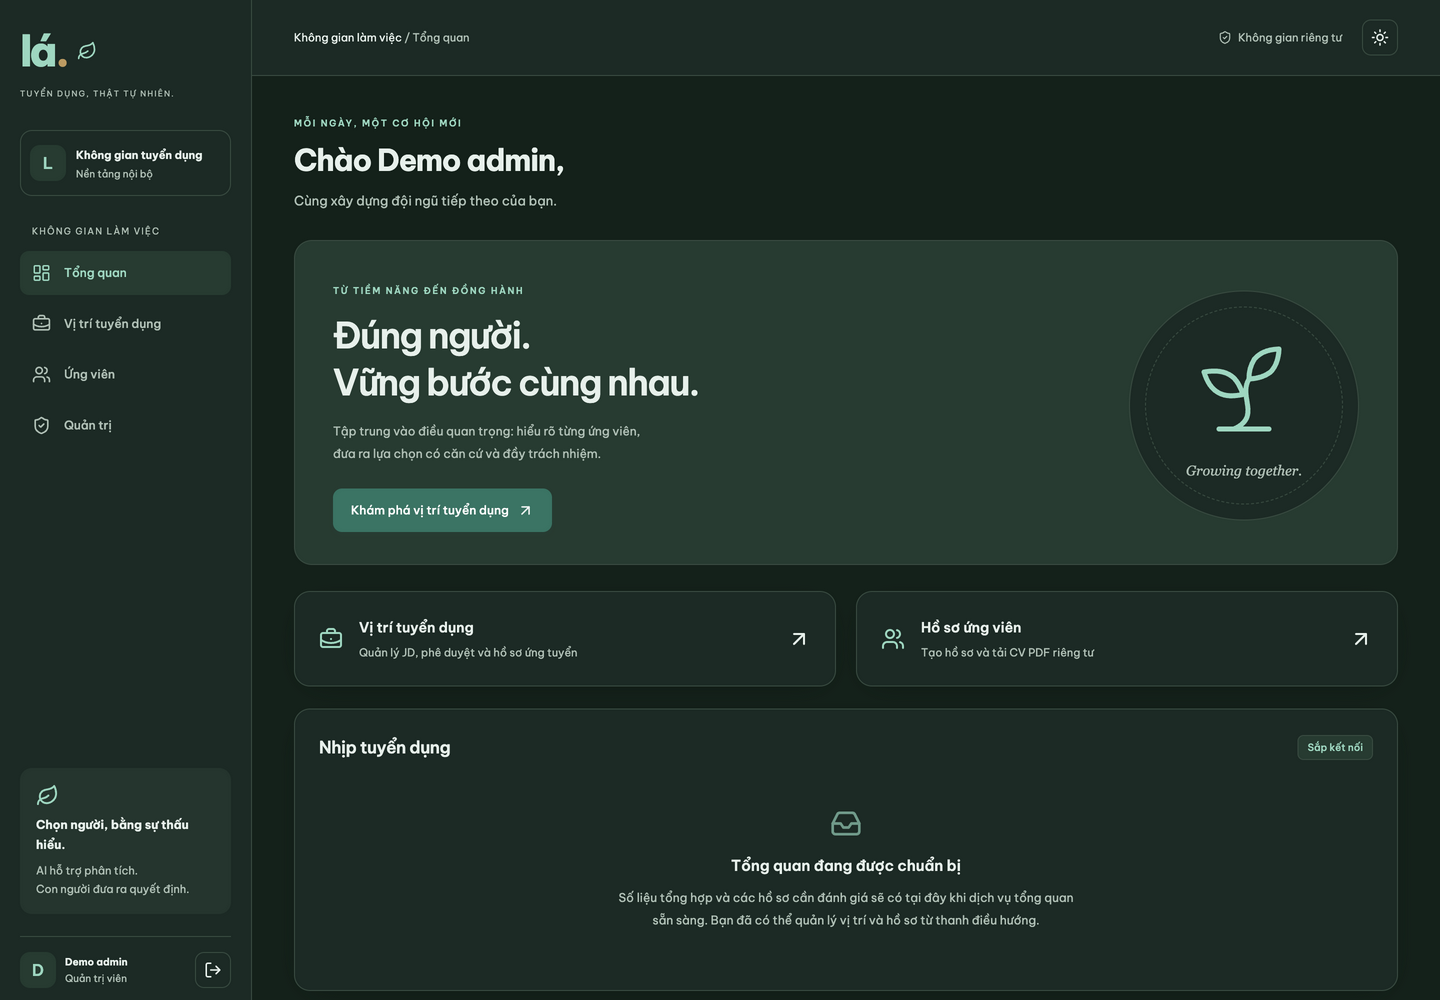 lá.
TUYỂN DỤNG, THẬT TỰ NHIÊN.
L
Không gian tuyển dụng
Nền tảng nội bộ
KHÔNG GIAN LÀM VIỆC
Tổng quan
Vị trí tuyển dụng
Ứng viên
Quản trị
Chọn người, bằng sự thấu
hiểu.
AI hỗ trợ phân tích.
Con người đưa ra quyết định.
D
Demo admin
Quản trị viên
Không gian làm việc / Tổng quan
Không gian riêng tư
MỖI NGÀY, MỘT CƠ HỘI MỚI
Chào Demo admin,
Cùng xây dựng đội ngũ tiếp theo của bạn.
TỪ TIỀM NĂNG ĐẾN ĐỒNG HÀNH
Đúng người.
Vững bước cùng nhau.
Tập trung vào điều quan trọng: hiểu rõ từng ứng viên,
đưa ra lựa chọn có căn cứ và đầy trách nhiệm.
Khám phá vị trí tuyển dụng
Growing together.
Vị trí tuyển dụng
Quản lý JD, phê duyệt và hồ sơ ứng tuyển
Hồ sơ ứng viên
Tạo hồ sơ và tải CV PDF riêng tư
Nhịp tuyển dụng
Sắp kết nối
Tổng quan đang được chuẩn bị
Số liệu tổng hợp và các hồ sơ cần đánh giá sẽ có tại đây khi dịch vụ tổng quan
sẵn sàng. Bạn đã có thể quản lý vị trí và hồ sơ từ thanh điều hướng.